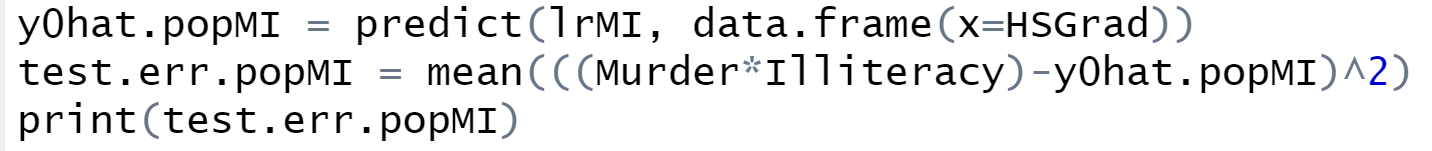 y0hat.popMI = predict(lrMI, data.frame(x=HSGrad))
test.err.popMI = mean(((Murder*Illiteracy)-y0hat.popMI)^2)
print(test.err.popMI)